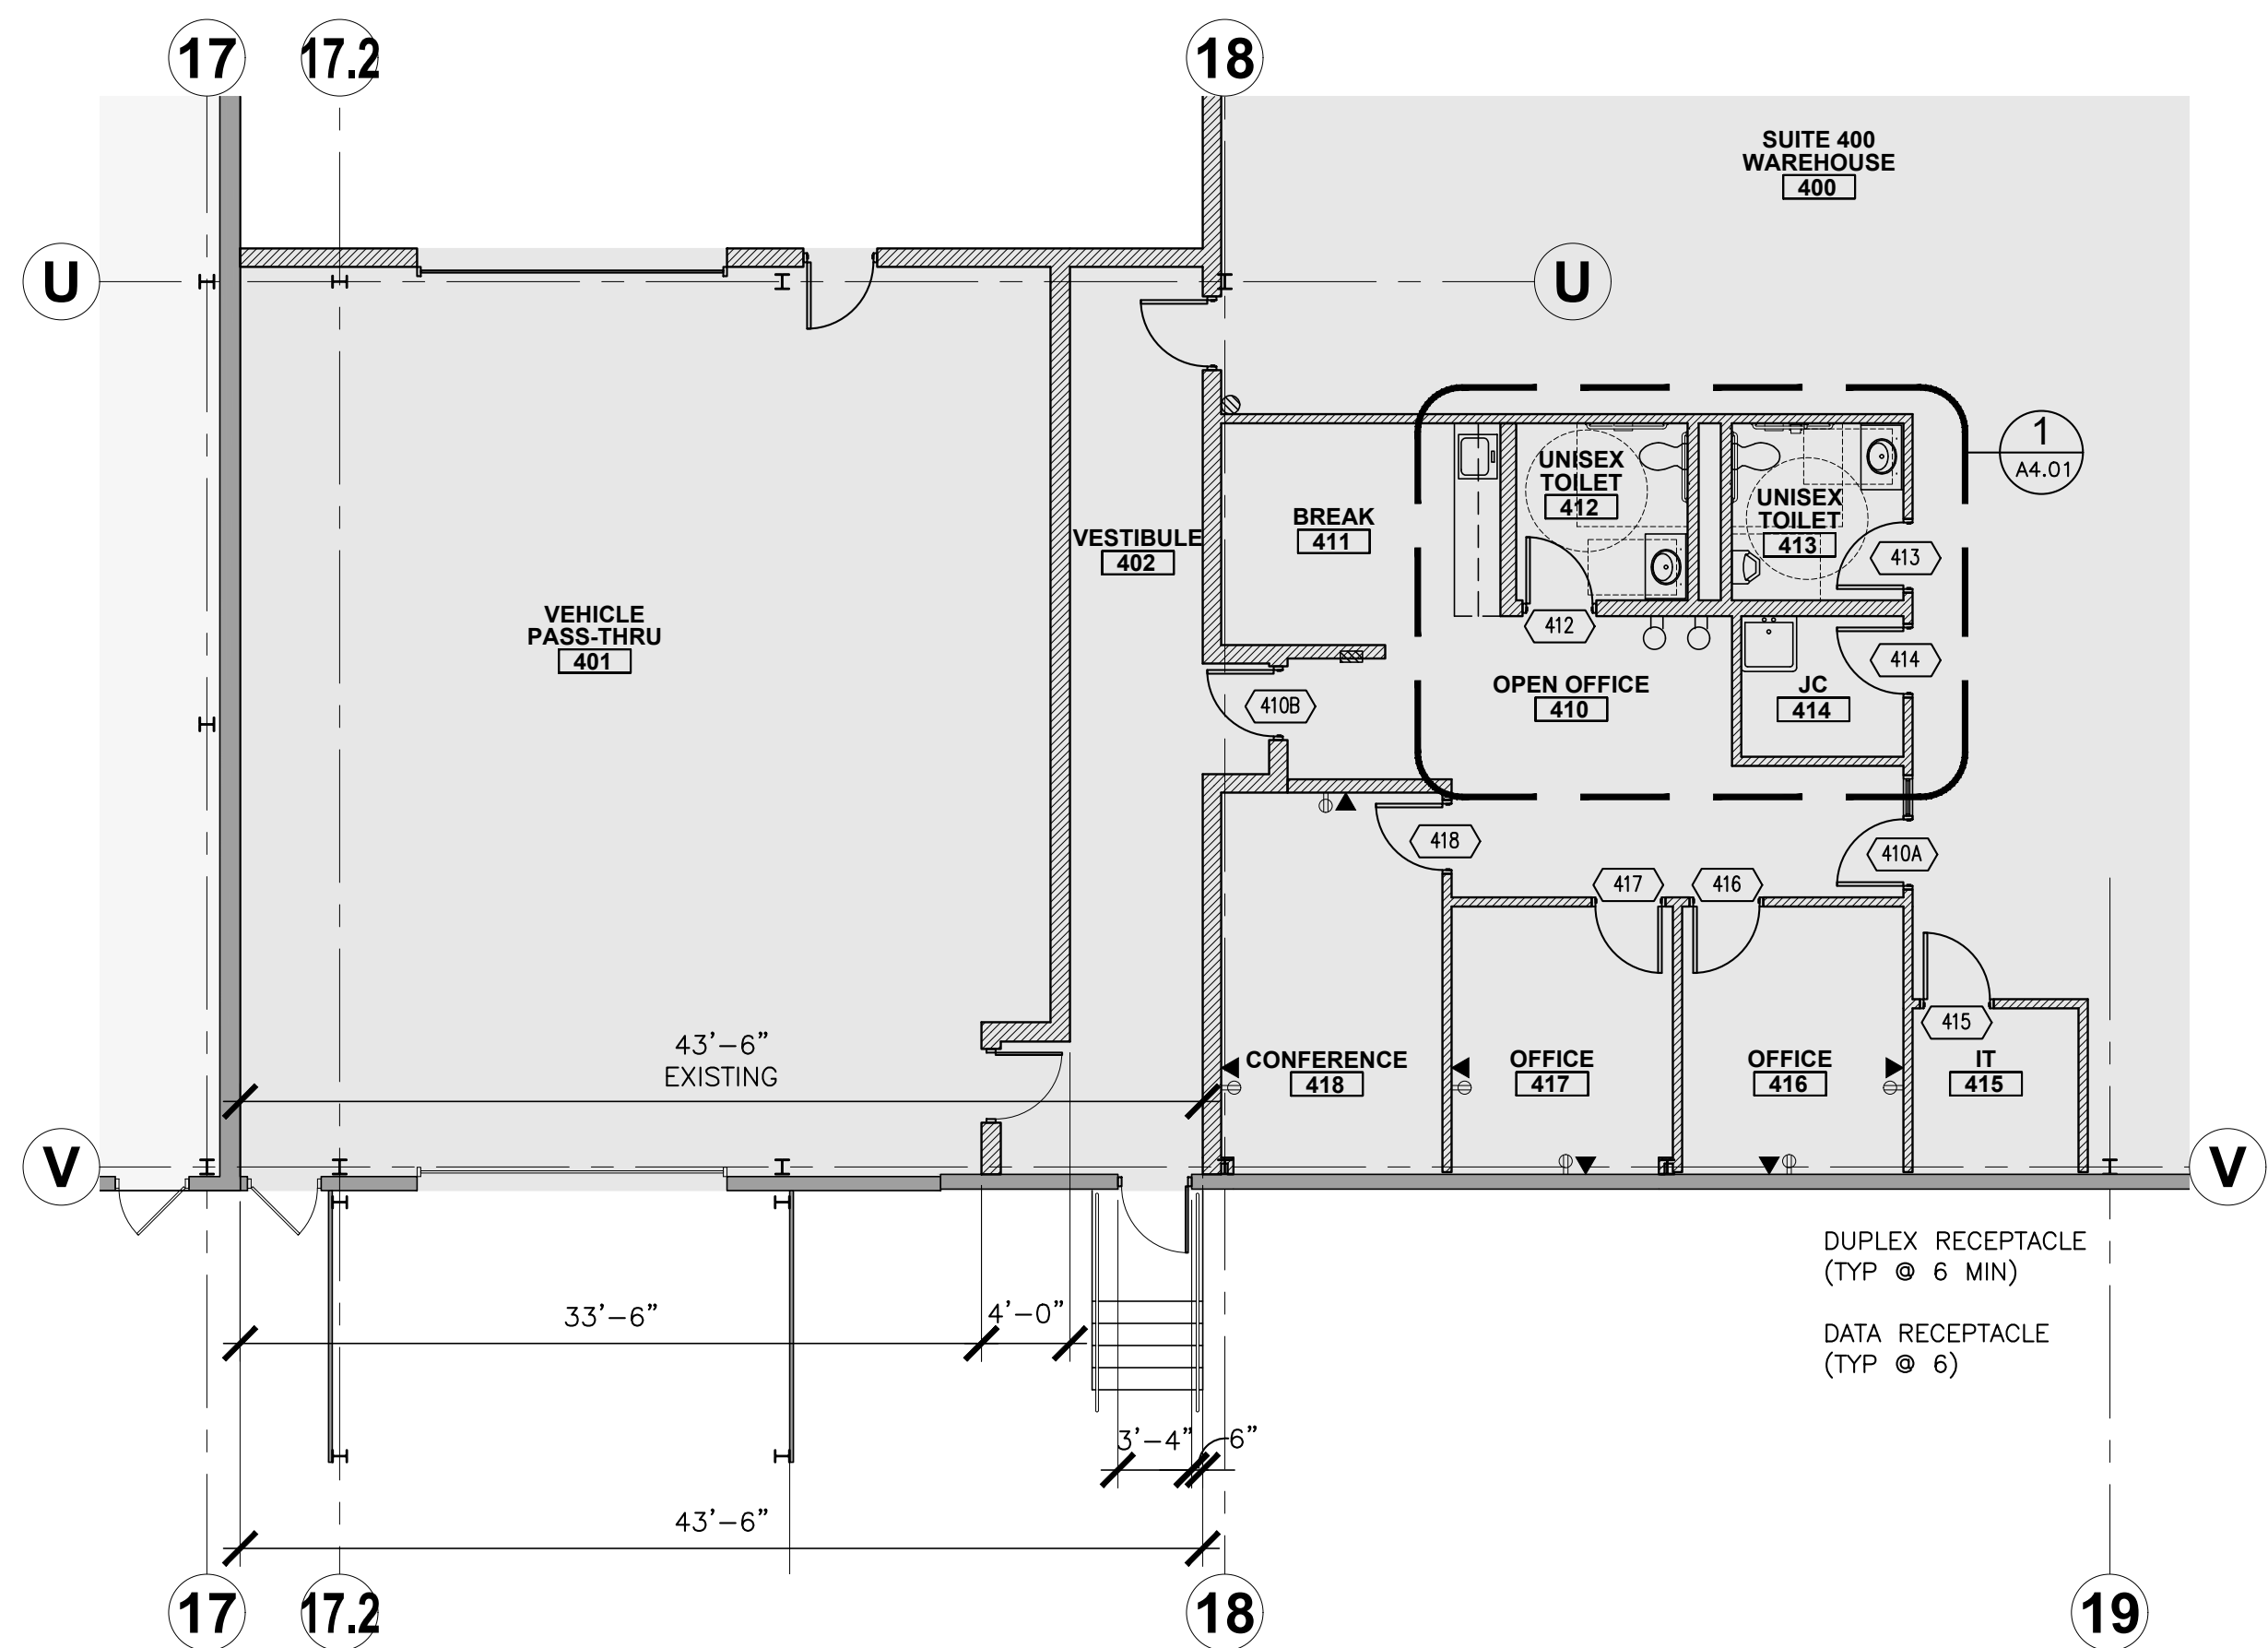 17
17.2
18
SUITE 400
WAREHOUSE
400
U
U
1
A4.01
UNISEX
TOILET
412
UNISEX
TOILET
413
BREAK
411
VESTIBULE
402
413
VEHICLE
PASS-THRU
401
412
414
OPEN OFFICE
410
JC
414
410B
418
410A
417
416
415
43'-6"
EXISTING
CONFERENCE
418
OFFICE
417
OFFICE
416
IT
415
V
V
DUPLEX RECEPTACLE
(TYP @ 6 MIN)
DATA RECEPTACLE
(TYP @ 6)
33'-6"
4'-0"
3'-4"
6"
43'-6"
17
17.2
18
19